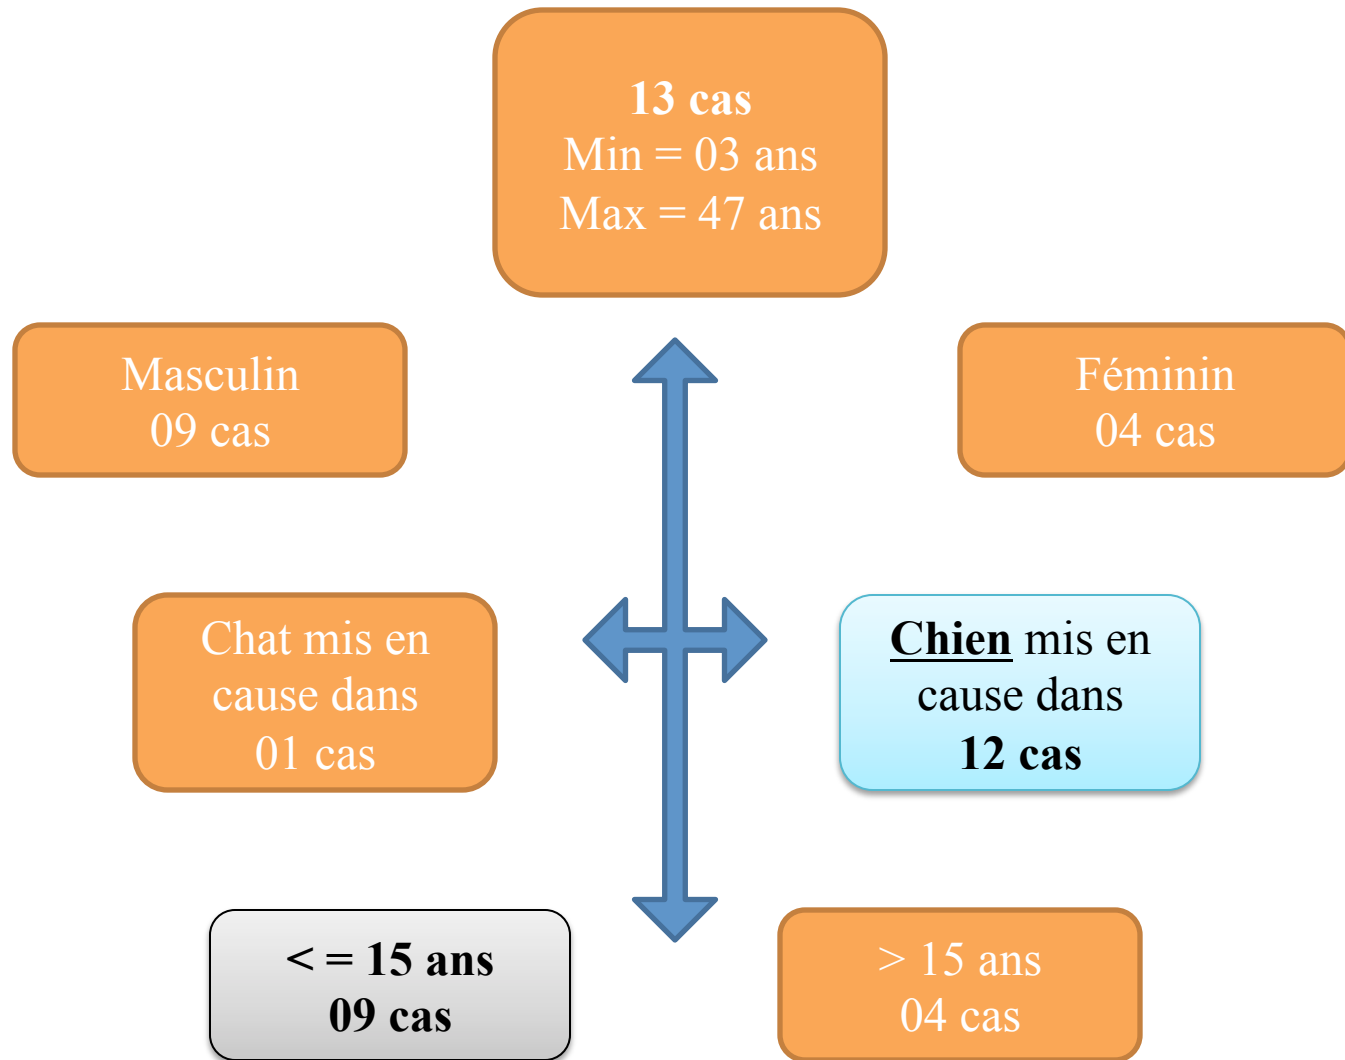 13 cas
Min = 03 ans
Max = 47 ans
Masculin
09 cas
Féminin
04 cas
Chat mis en
cause dans
01 cas
Chien mis en
cause dans
12 cas
< = 15 ans
09 cas
> 15 ans
04 cas